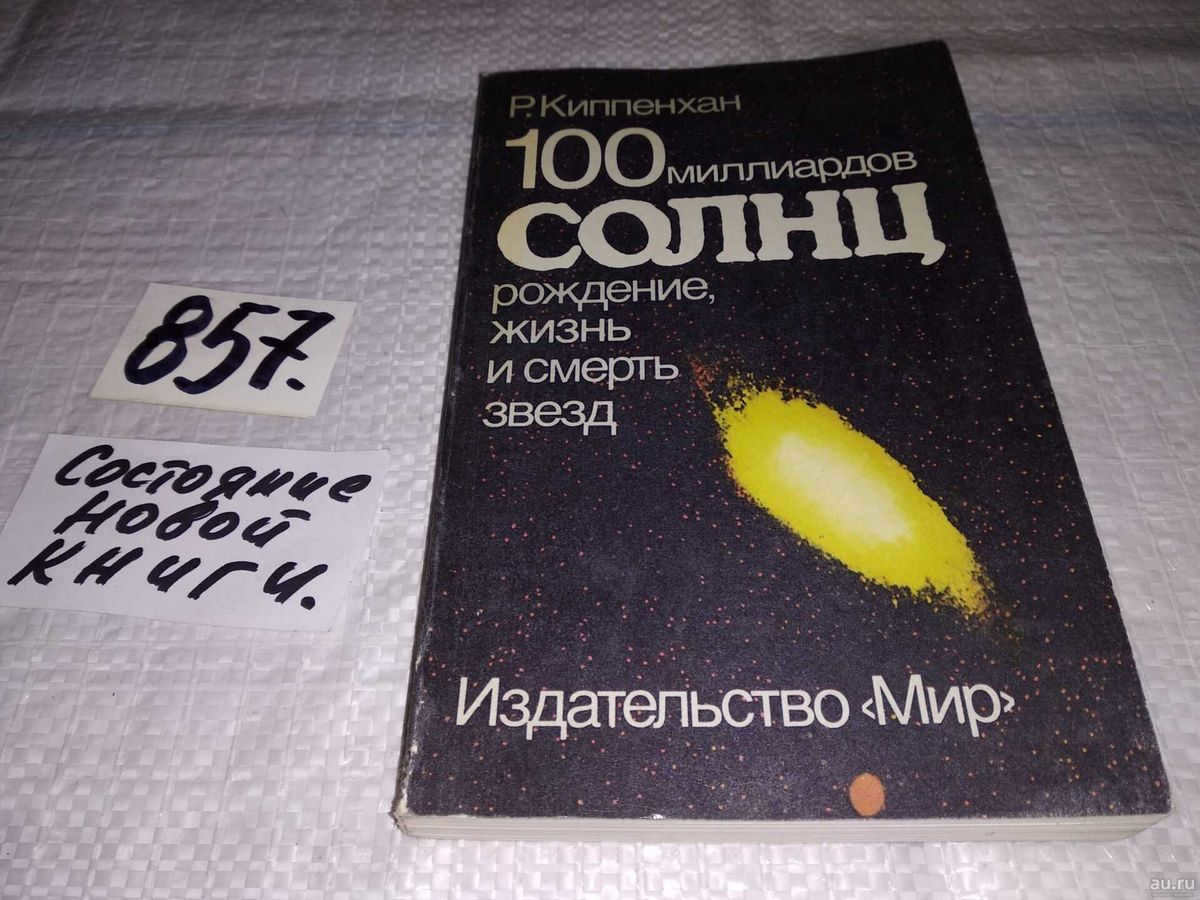 Р. Киппенхан
100 миллиардов
солнц
рождение,
жизнь
и смерть
звезд
Издательство «Мир»
857.
Состояние
новой
книги.
au.ru